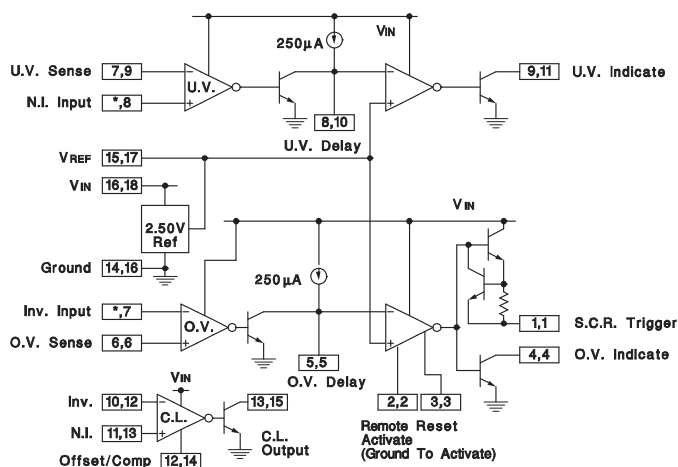 VIN
250µA
U.V. Sense 7,9
U.V.
9,11 U.V. Indicate
N.I. Input *,8
8,10
U.V. Delay
VREF 15,17
VIN 16,18
2.50V
Ref
VIN
Ground 14,16
250µA
Inv. Input *,7
O.V.
1,1 S.C.R. Trigger
O.V. Sense 6,6
4,4 O.V. Indicate
5,5
O.V. Delay
VIN
Inv. 10,12
C.L.
13,15
2,2 3,3
N.I. 11,13
C.L.
Output
Remote Reset
Activate
(Ground To Activate)
Offset/Comp 12,14